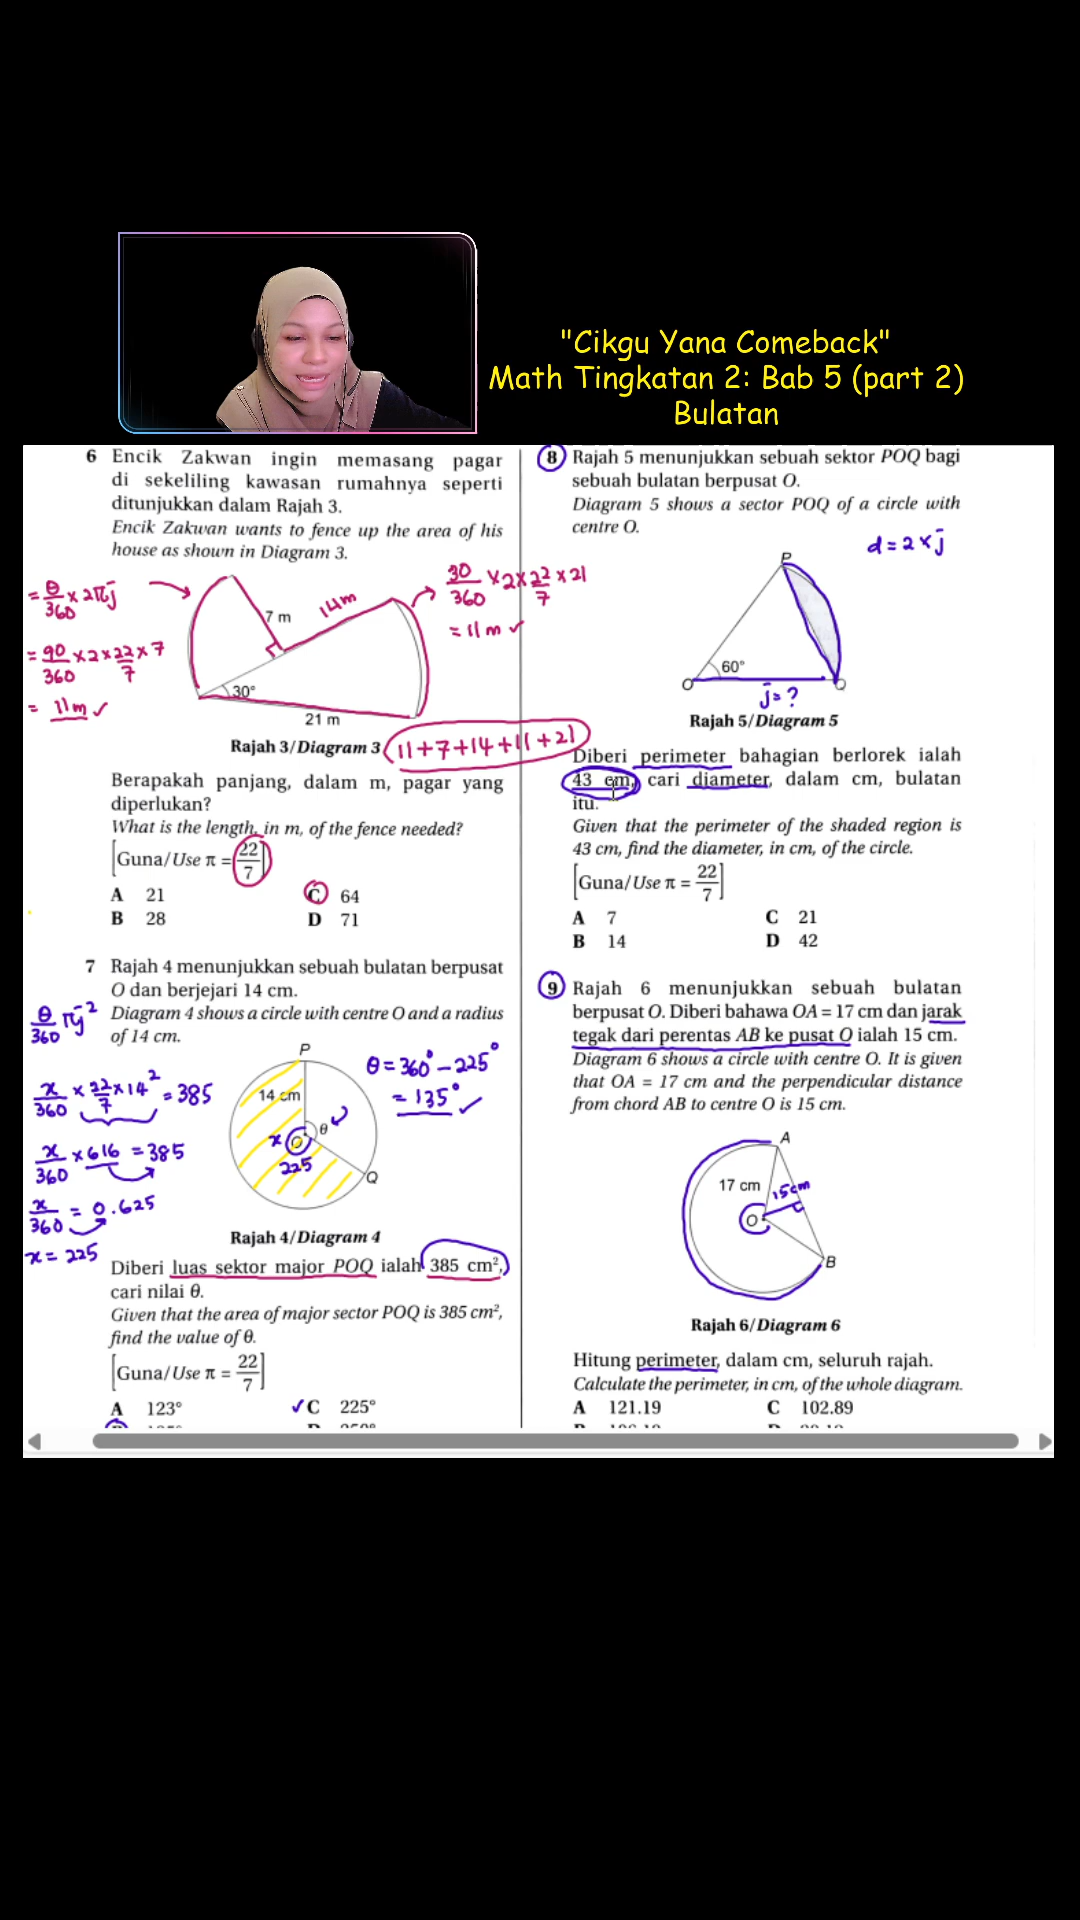 "Cikgu Yana Comeback"
Math Tingkatan 2: Bab 5 (part 2)
Bulatan
6 Encik Zakwan ingin memasang pagar
di sekeliling kawasan rumahnya seperti
ditunjukkan dalam Rajah 3.
Encik Zakwan wants to fence up the area of his
house as shown in Diagram 3.
= θ/360 × 2πj
= 90/360 × 2 × 22/7 × 7
= 11m ✓
7 m
14m
30°
21 m
30/360 × 2 × 22/7 × 21
= 11 m ✓
Rajah 3/Diagram 3
11+7+14+11+21
Berapakah panjang, dalam m, pagar yang
diperlukan?
What is the length, in m, of the fence needed?
[Guna/Use π = 22/7]
A 21
C 64
B 28
D 71
7 Rajah 4 menunjukkan sebuah bulatan berpusat
O dan berjejari 14 cm.
Diagram 4 shows a circle with centre O and a radius
of 14 cm.
θ/360 πj²
x/360 × 22/7 × 14² = 385
x/360 × 616 = 385
x/360 = 0.625
x = 225
P
14 cm
θ
x
O
225
Q
θ = 360° − 225°
= 135° ✓
Rajah 4/Diagram 4
Diberi luas sektor major POQ ialah 385 cm²,
cari nilai θ.
Given that the area of major sector POQ is 385 cm²,
find the value of θ.
[Guna/Use π = 22/7]
A 123°
✓C 225°
8 Rajah 5 menunjukkan sebuah sektor POQ bagi
sebuah bulatan berpusat O.
Diagram 5 shows a sector POQ of a circle with
centre O.
d = 2 × j
P
60°
O
Q
j = ?
Rajah 5/Diagram 5
Diberi perimeter bahagian berlorek ialah
43 cm, cari diameter, dalam cm, bulatan
itu.
Given that the perimeter of the shaded region is
43 cm, find the diameter, in cm, of the circle.
[Guna/Use π = 22/7]
A 7
C 21
B 14
D 42
9 Rajah 6 menunjukkan sebuah bulatan
berpusat O. Diberi bahawa OA = 17 cm dan jarak
tegak dari perentas AB ke pusat O ialah 15 cm.
Diagram 6 shows a circle with centre O. It is given
that OA = 17 cm and the perpendicular distance
from chord AB to centre O is 15 cm.
A
17 cm
15cm
O
B
Rajah 6/Diagram 6
Hitung perimeter, dalam cm, seluruh rajah.
Calculate the perimeter, in cm, of the whole diagram.
A 121.19
C 102.89